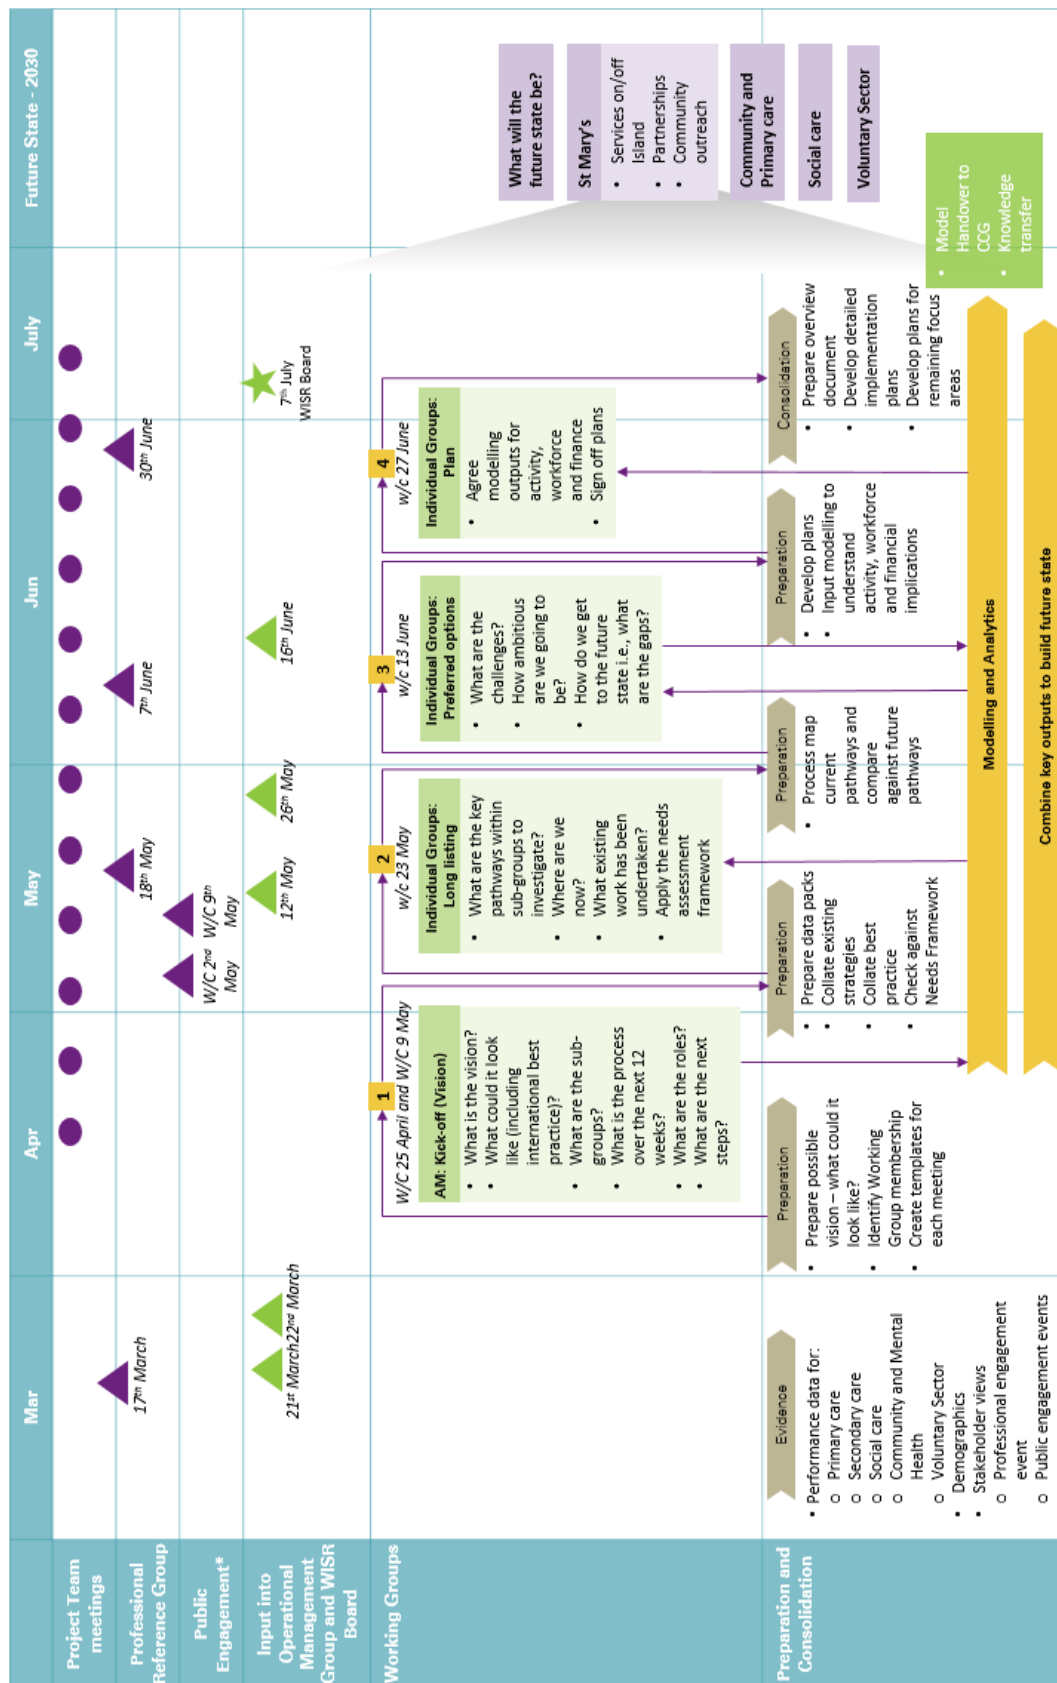 Mar
Apr
May
Jun
July
Future State - 2030
Project Team
meetings
Professional
Reference Group
17th March
18th May
7th June
30th June
Public
Engagement*
W/C 2nd
May
W/C 9th
May
Input into
Operational
Management
Group and WISR
Board
21st March
22nd March
12th May
26th May
16th June
7th July
WISR Board
Working Groups
1
W/C 25 April and W/C 9 May
AM: Kick-off (Vision)
• What is the vision?
• What could it look
like (including
international best
practice)?
• What are the sub-
groups?
• What is the process
over the next 12
weeks?
• What are the roles?
• What are the next
steps?
2
w/c 23 May
Individual Groups:
Long listing
• What are the key
pathways within
sub-groups to
investigate?
• Where are we
now?
• What existing
work has been
undertaken?
• Apply the needs
assessment
framework
3
w/c 13 June
Individual Groups:
Preferred options
• What are the
challenges?
• How ambitious
are we going to
be?
• How do we get
to the future
state i.e., what
are the gaps?
4
w/c 27 June
Individual Groups:
Plan
• Agree
modelling
outputs for
activity,
workforce
and finance
• Sign off plans
What will the
future state be?
St Mary's
• Services on/off
Island
• Partnerships
• Community
outreach
Community and
Primary care
Social care
Voluntary Sector
Preparation and
Consolidation
Evidence
• Performance data for:
o Primary care
o Secondary care
o Social care
o Community and Mental
Health
o Voluntary Sector
• Demographics
• Stakeholder views
o Professional engagement
event
o Public engagement events
Preparation
• Prepare possible
vision – what could it
look like?
• Identify Working
Group membership
• Create templates for
each meeting
Preparation
• Prepare data packs
• Collate existing
strategies
• Collate best
practice
• Check against
Needs Framework
Preparation
• Process map
current
pathways and
compare
against future
pathways
Preparation
• Develop plans
• Input modelling to
understand
activity, workforce
and financial
implications
Consolidation
• Prepare overview
document
• Develop detailed
implementation
plans
• Develop plans for
remaining focus
areas
• Model
Handover to
CCG
• Knowledge
transfer
Modelling and Analytics
Combine key outputs to build future state